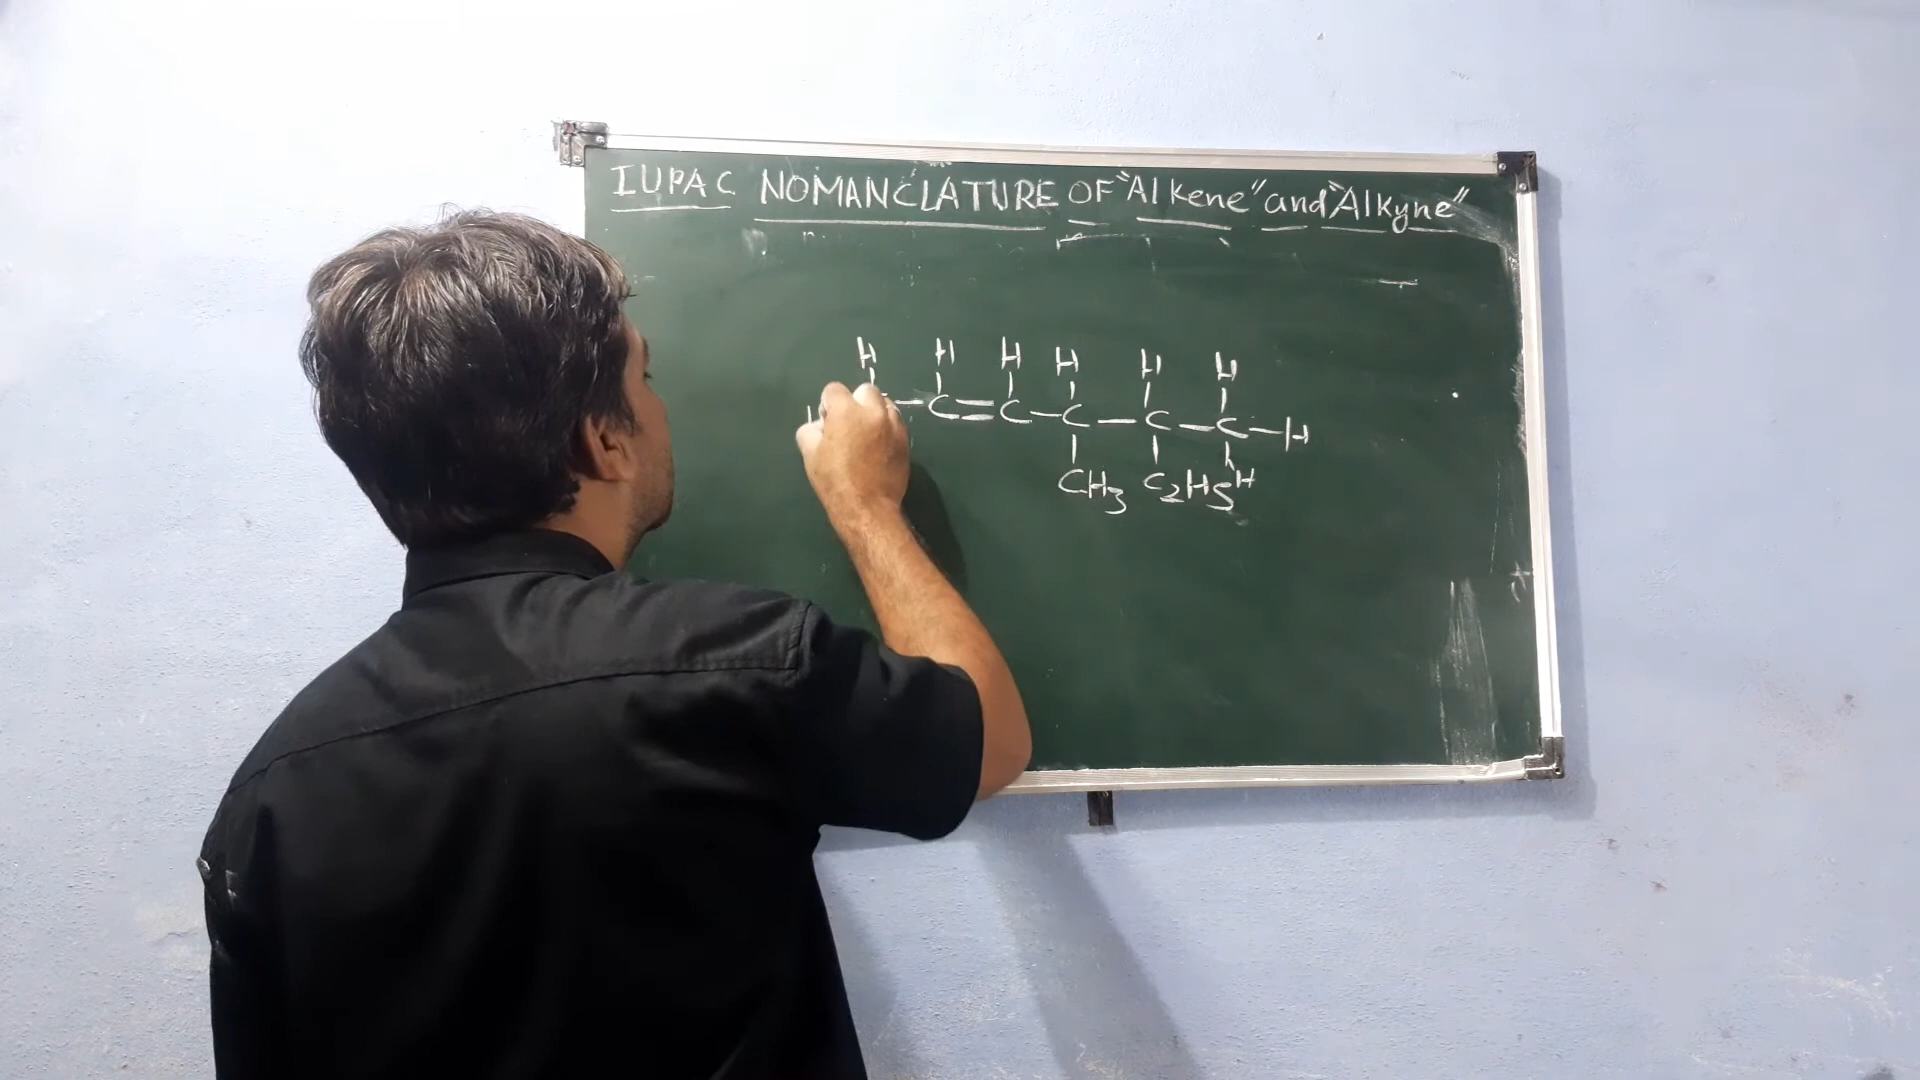 IUPAC NOMANCLATURE OF "Alkene" and "Alkyne"
H H H H H H
C=C-C-C-C-H
CH3 C2H5 H